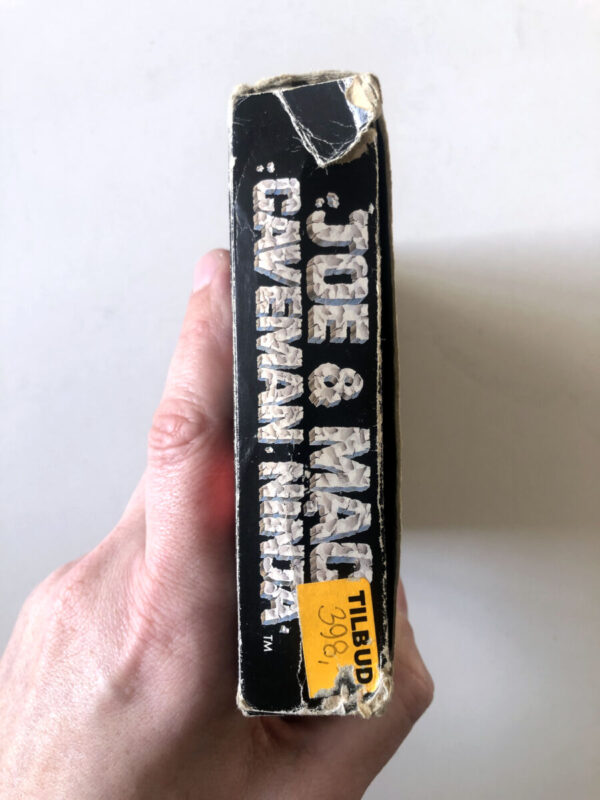 JOE & MAC
CAVEMAN NINJA
TM
TILBUD
398,